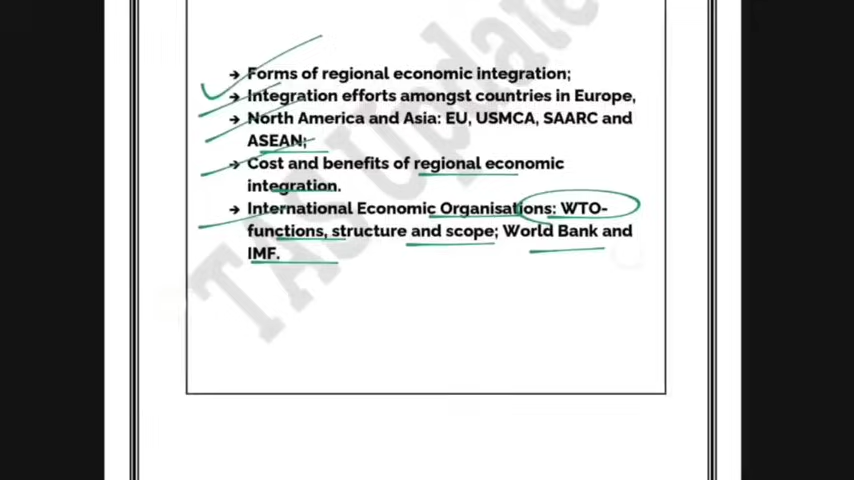 → Forms of regional economic integration;
→ Integration efforts amongst countries in Europe,
→ North America and Asia: EU, USMCA, SAARC and
ASEAN;
→ Cost and benefits of regional economic
integration.
→ International Economic Organisations: WTO-
functions, structure and scope; World Bank and
IMF.
TAS Update